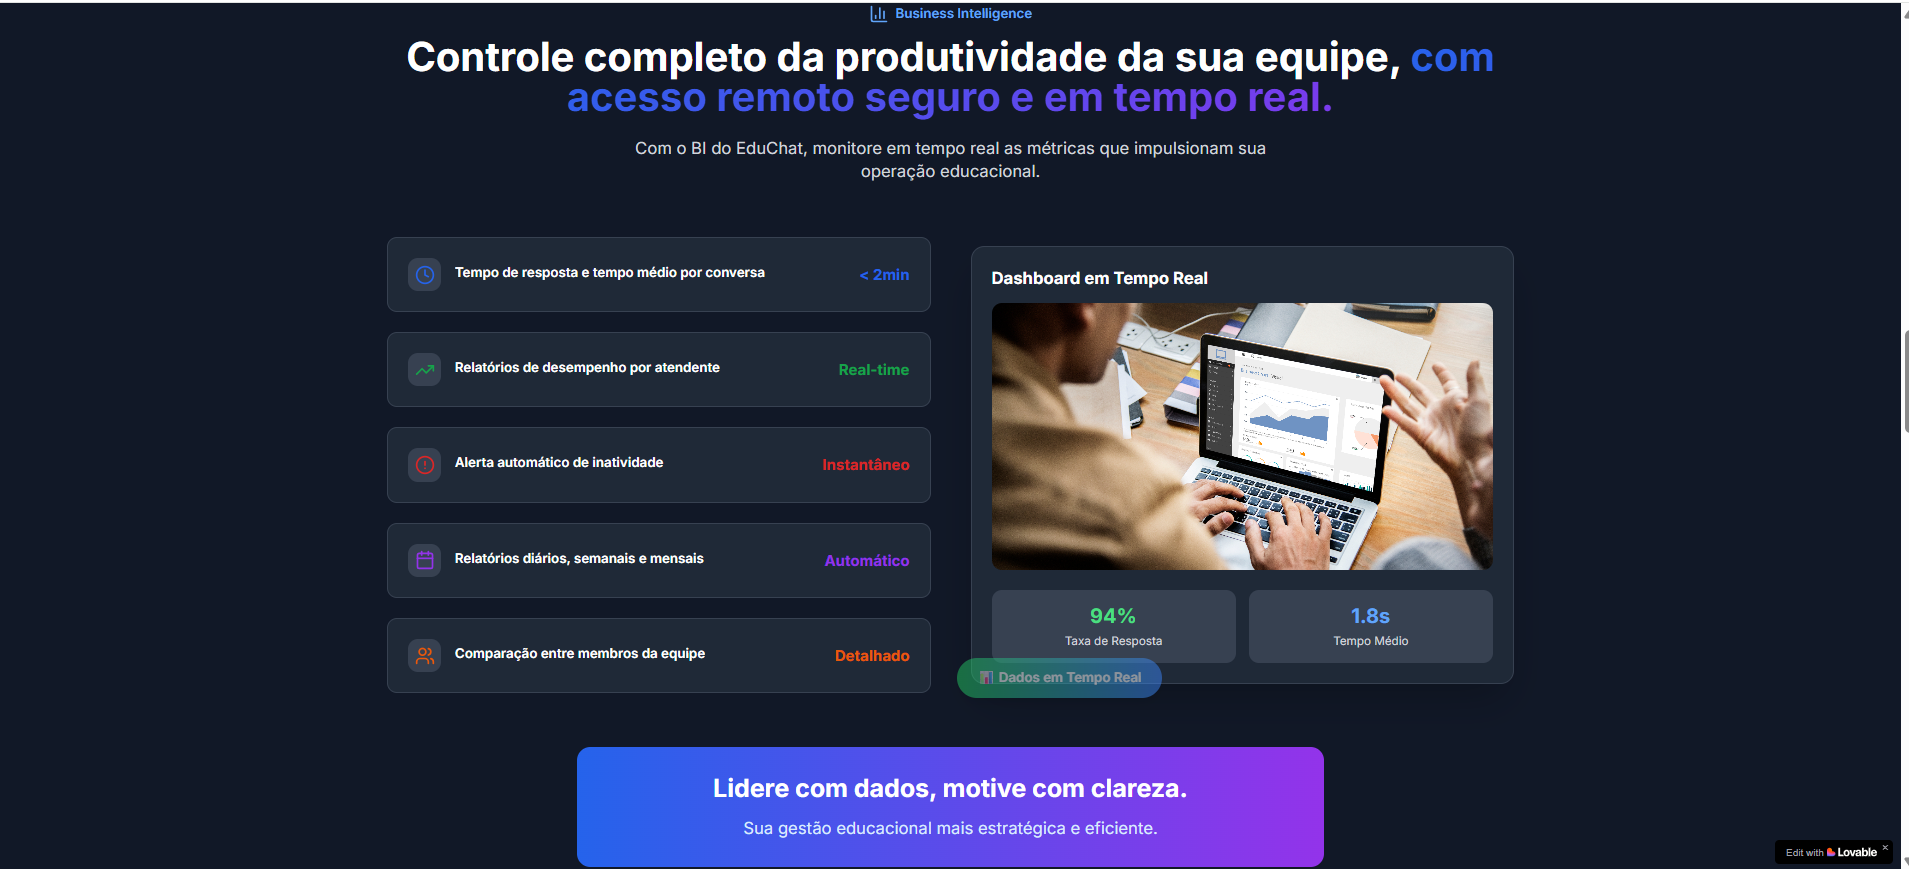 Business Intelligence
Controle completo da produtividade da sua equipe, com
acesso remoto seguro e em tempo real.
Com o BI do EduChat, monitore em tempo real as métricas que impulsionam sua
operação educacional.
Tempo de resposta e tempo médio por conversa
< 2min
Relatórios de desempenho por atendente
Real-time
Alerta automático de inatividade
Instantâneo
Relatórios diários, semanais e mensais
Automático
Comparação entre membros da equipe
Detalhado
Dashboard em Tempo Real
94%
Taxa de Resposta
1.8s
Tempo Médio
📊 Dados em Tempo Real
Lidere com dados, motive com clareza.
Sua gestão educacional mais estratégica e eficiente.
Edit with Lovable ×